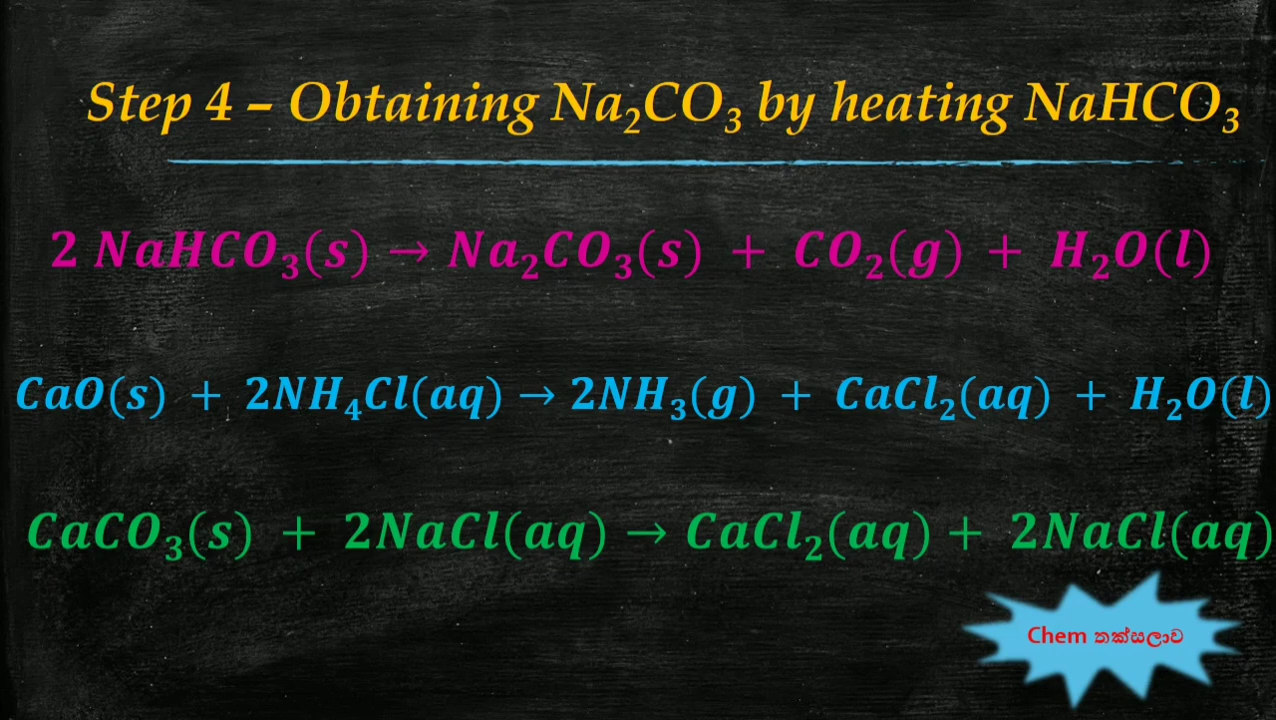 Step 4 – Obtaining Na₂CO₃ by heating NaHCO₃
2 NaHCO₃(s) → Na₂CO₃(s) + CO₂(g) + H₂O(l)
CaO(s) + 2NH₄Cl(aq) → 2NH₃(g) + CaCl₂(aq) + H₂O(l)
CaCO₃(s) + 2NaCl(aq) → CaCl₂(aq) + 2NaCl(aq)
Chem තක්සලාව